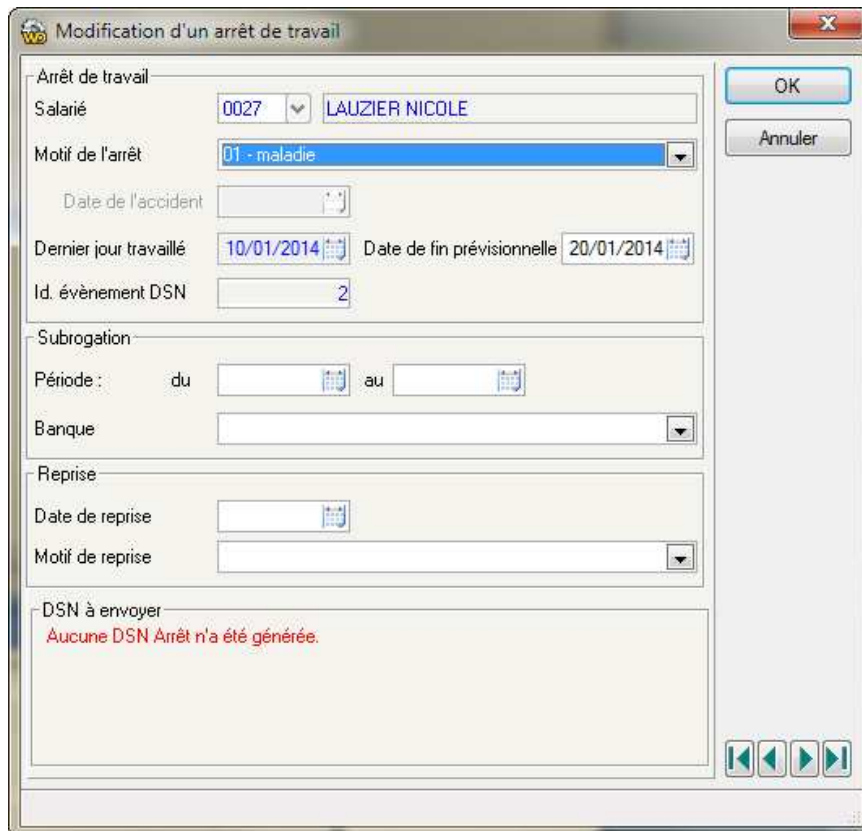 Modification d'un arrêt de travail
Arrêt de travail
OK
Salarié 0027 LAUZIER NICOLE
Annuler
Motif de l'arrêt 01 - maladie
Date de l'accident
Dernier jour travaillé 10/01/2014 Date de fin prévisionnelle 20/01/2014
Id. évènement DSN 2
Subrogation
Période : du au
Banque
Reprise
Date de reprise
Motif de reprise
DSN à envoyer
Aucune DSN Arrêt n'a été générée.